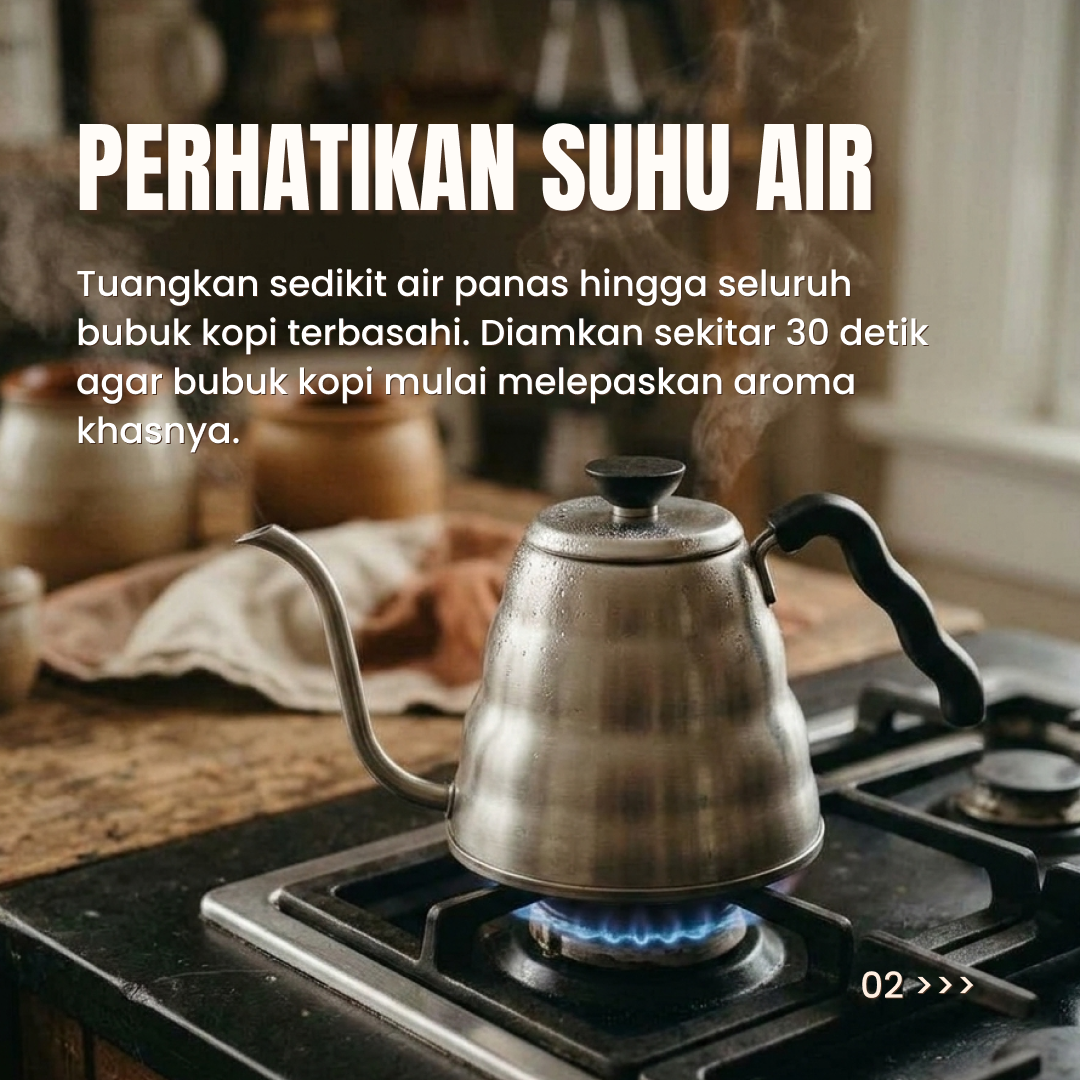 PERHATIKAN SUHU AIR
Tuangkan sedikit air panas hingga seluruh
bubuk kopi terbasahi. Diamkan sekitar 30 detik
agar bubuk kopi mulai melepaskan aroma
khasnya.
02 >>>